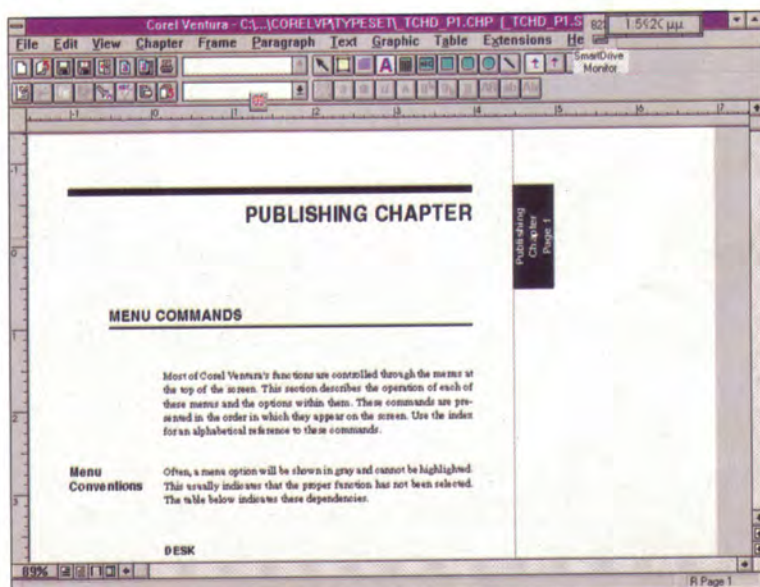 Corel Ventura - C:\...\CORELVP\TYPESET\_TCHD_P1.CHP [_TCHD_P1.S
1:592( μμ
File Edit View Chapter Frame Paragraph Text Graphic Table Extensions He
SmartDrive
Monitor
PUBLISHING CHAPTER
Publishing
Chapter
Page 1
MENU COMMANDS
Most of Corel Ventura's functions are controlled through the menus at
the top of the screen. This section describes the operation of each of
these menus and the options within them. These commands are pre-
sented in the order in which they appear on the screen. Use the index
for an alphabetical reference to these commands.
Menu
Conventions
Often, a menu option will be shown in gray and cannot be highlighted.
This usually indicates that the proper function has not been selected.
The table below indicates these dependencies.
DESK
89%
R Page 1